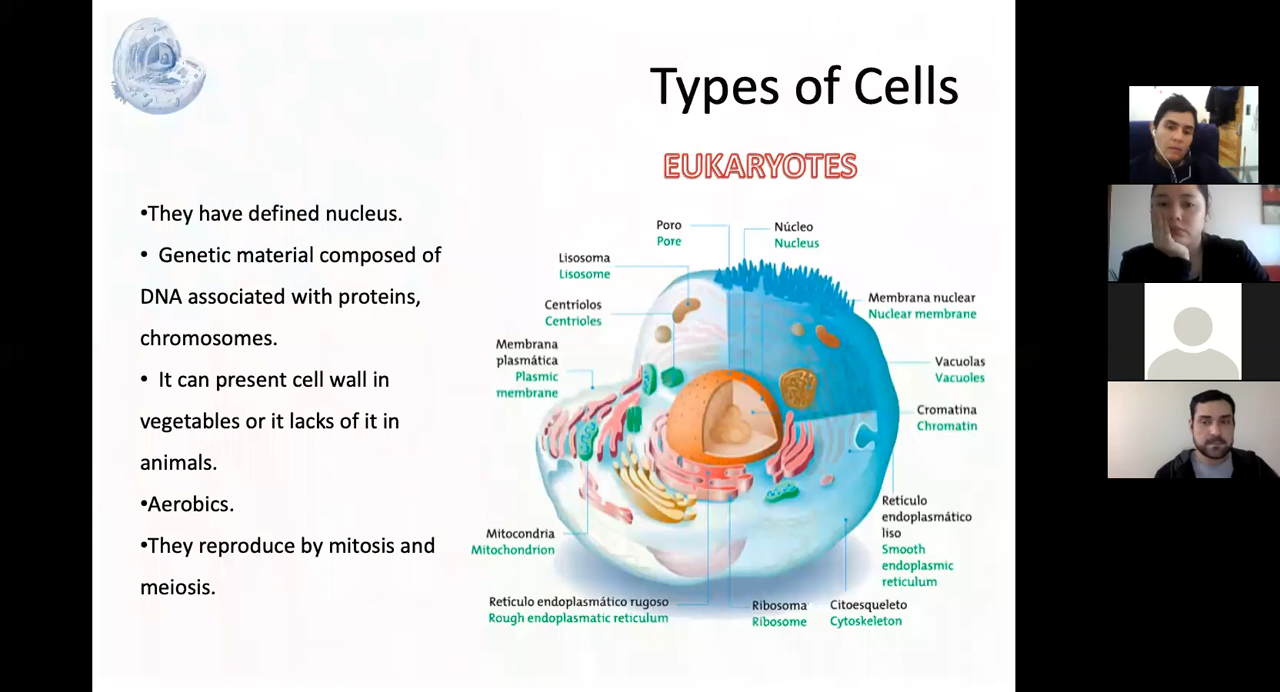 Types of Cells
EUKARYOTES
•They have defined nucleus.
• Genetic material composed of
DNA associated with proteins,
chromosomes.
• It can present cell wall in
vegetables or it lacks of it in
animals.
•Aerobics.
•They reproduce by mitosis and
meiosis.
Poro
Pore
Núcleo
Nucleus
Lisosoma
Lisosome
Centriolos
Centrioles
Membrana nuclear
Nuclear membrane
Membrana
plasmática
Plasmic
membrane
Vacuolas
Vacuoles
Cromatina
Chromatin
Retículo
endoplasmático
liso
Smooth
endoplasmic
reticulum
Mitocondria
Mitochondrion
Retículo endoplasmático rugoso
Rough endoplasmatic reticulum
Ribosoma
Ribosome
Citoesqueleto
Cytoskeleton